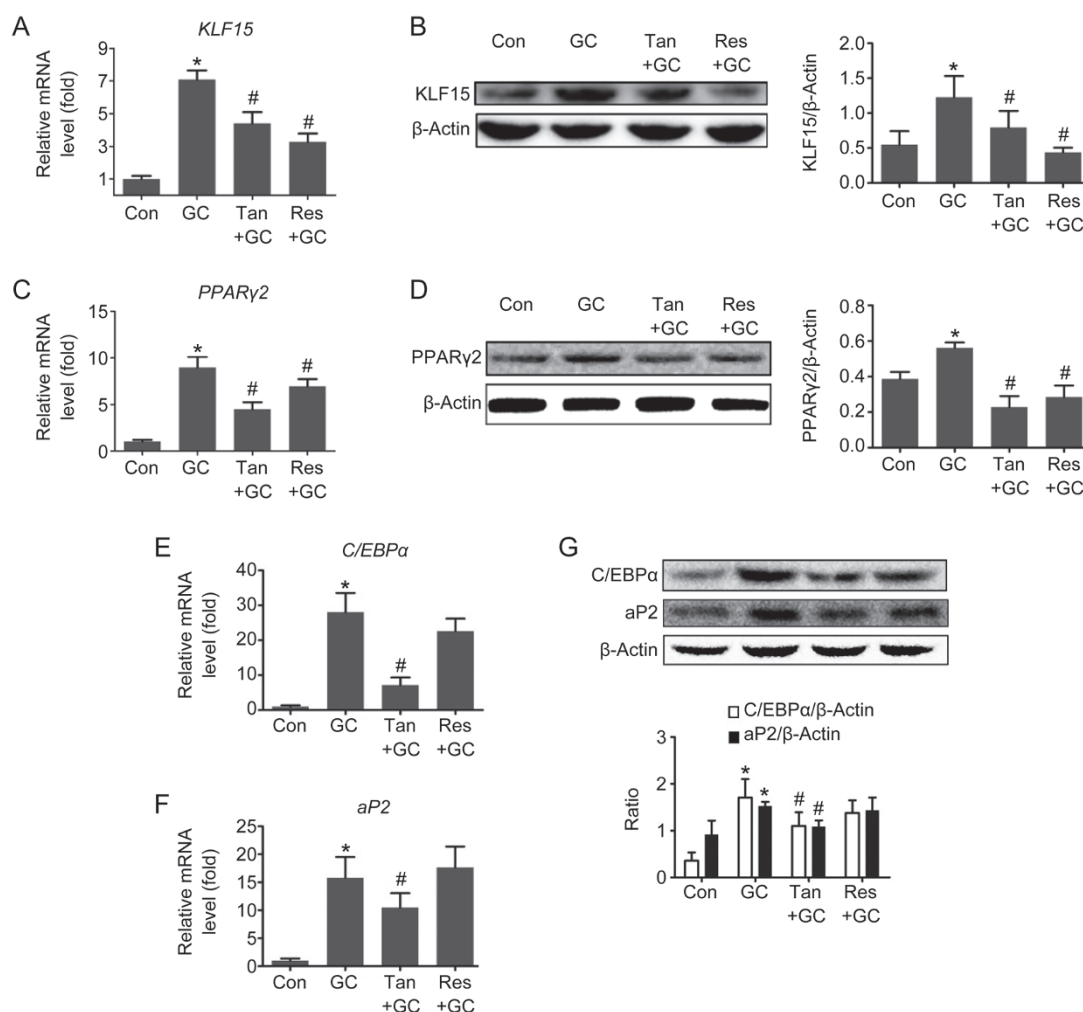 A
KLF15
Relative mRNA
level (fold)
7
5
3
1
*
#
#
Con
GC
Tan
+GC
Res
+GC
B
Con
GC
Tan
+GC
Res
+GC
KLF15
β-Actin
KLF15/β-Actin
2.0
1.5
1.0
0.5
0.0
*
#
#
Con
GC
Tan
+GC
Res
+GC
C
PPARγ2
Relative mRNA
level (fold)
15
10
5
0
*
#
#
Con
GC
Tan
+GC
Res
+GC
D
Con
GC
Tan
+GC
Res
+GC
PPARγ2
β-Actin
PPARγ2/β-Actin
0.8
0.6
0.4
0.2
0.0
*
#
#
Con
GC
Tan
+GC
Res
+GC
E
C/EBPα
Relative mRNA
level (fold)
40
30
20
10
0
*
#
Con
GC
Tan
+GC
Res
+GC
F
aP2
Relative mRNA
level (fold)
25
20
15
10
5
0
*
#
Con
GC
Tan
+GC
Res
+GC
G
C/EBPα
aP2
β-Actin
C/EBPα/β-Actin
aP2/β-Actin
Ratio
3
2
1
0
*
*
#
#
Con
GC
Tan
+GC
Res
+GC